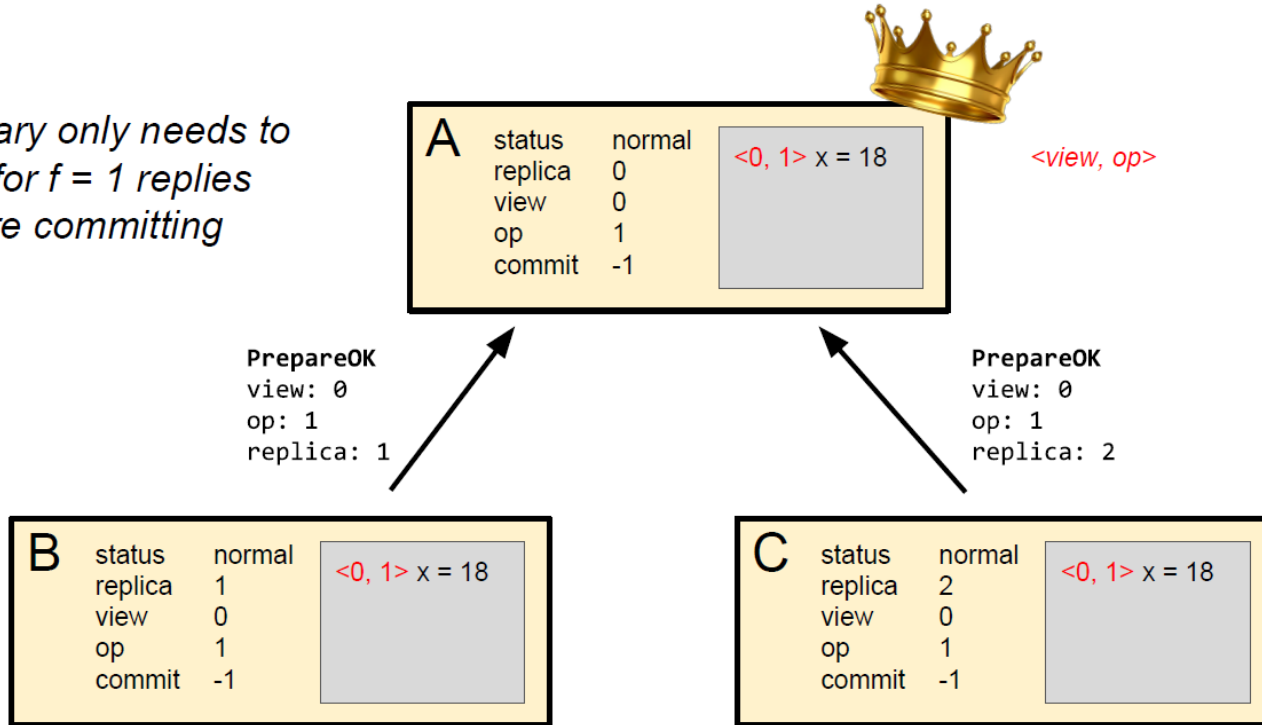 ary only needs to
for f = 1 replies
e committing
A
status normal
replica 0
view 0
op 1
commit -1
<0, 1> x = 18
<view, op>
PrepareOK
view: 0
op: 1
replica: 1
PrepareOK
view: 0
op: 1
replica: 2
B
status normal
replica 1
view 0
op 1
commit -1
<0, 1> x = 18
C
status normal
replica 2
view 0
op 1
commit -1
<0, 1> x = 18